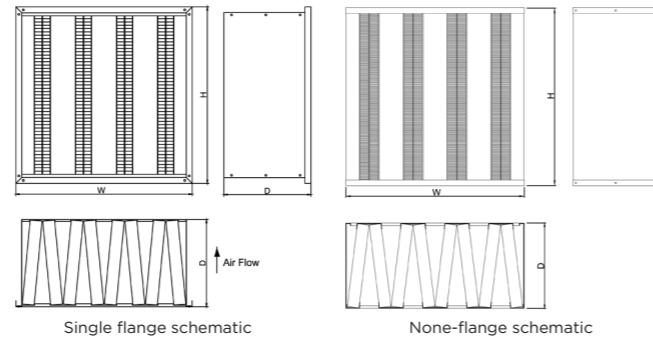 H
W
D
H
W
D
Air Flow
D
Single flange schematic
None-flange schematic